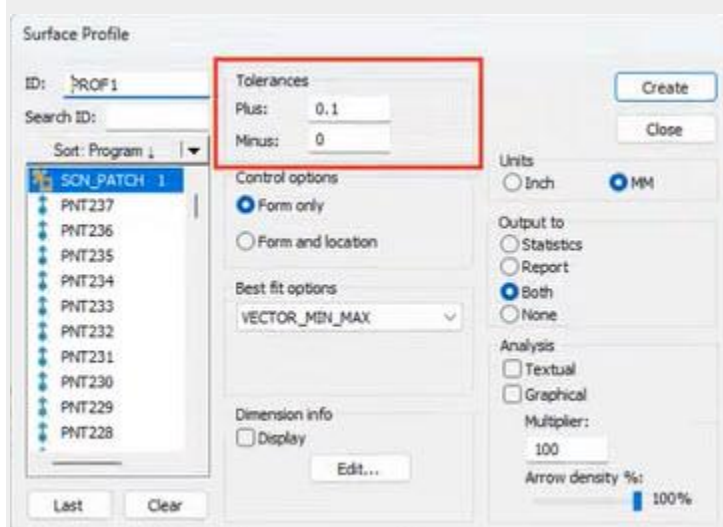 Surface Profile
ID: PROF1
Search ID:
Sort: Program ↓
SCN_PATCH 1
PNT237
PNT236
PNT235
PNT234
PNT233
PNT232
PNT231
PNT230
PNT229
PNT228
Last Clear
Tolerances
Plus: 0.1
Minus: 0
Control options
Form only
Form and location
Best fit options
VECTOR_MIN_MAX
Dimension info
Display
Edit...
Create
Close
Units
Inch MM
Output to
Statistics
Report
Both
None
Analysis
Textual
Graphical
Multiplier:
100
Arrow density %:
100%